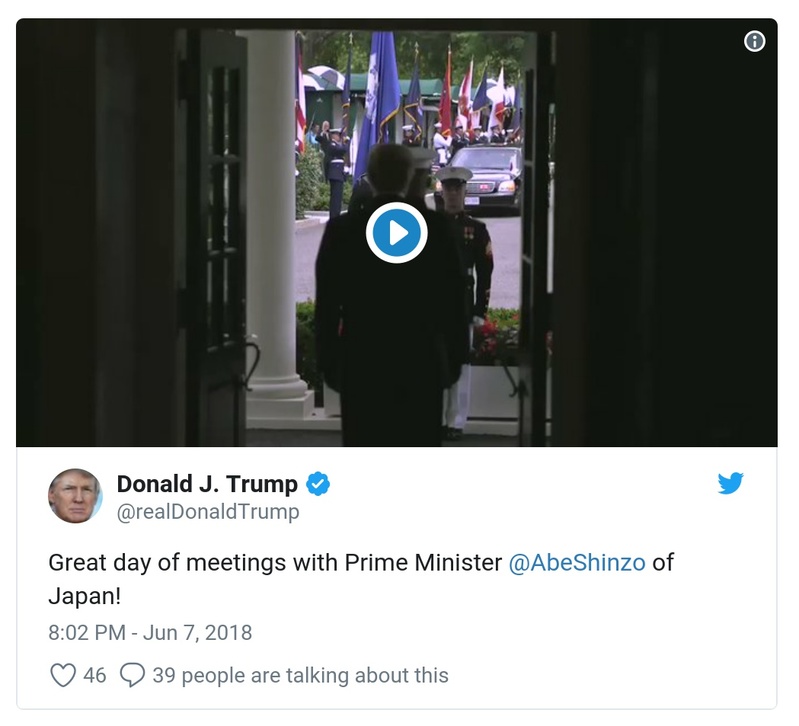 Donald J. Trump
@realDonaldTrump
Great day of meetings with Prime Minister @AbeShinzo of
Japan!
8:02 PM - Jun 7, 2018
46 39 people are talking about this